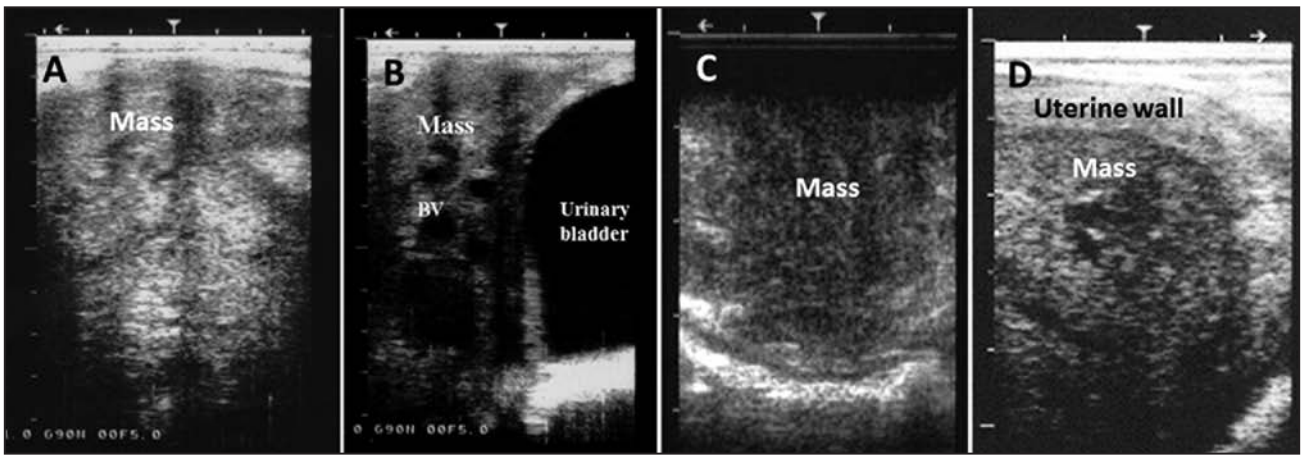 A
Mass
1.0 G90N 00F5.0
B
Mass
BV
Urinary
bladder
0 G90N 00F5.0
C
Mass
D
Uterine wall
Mass